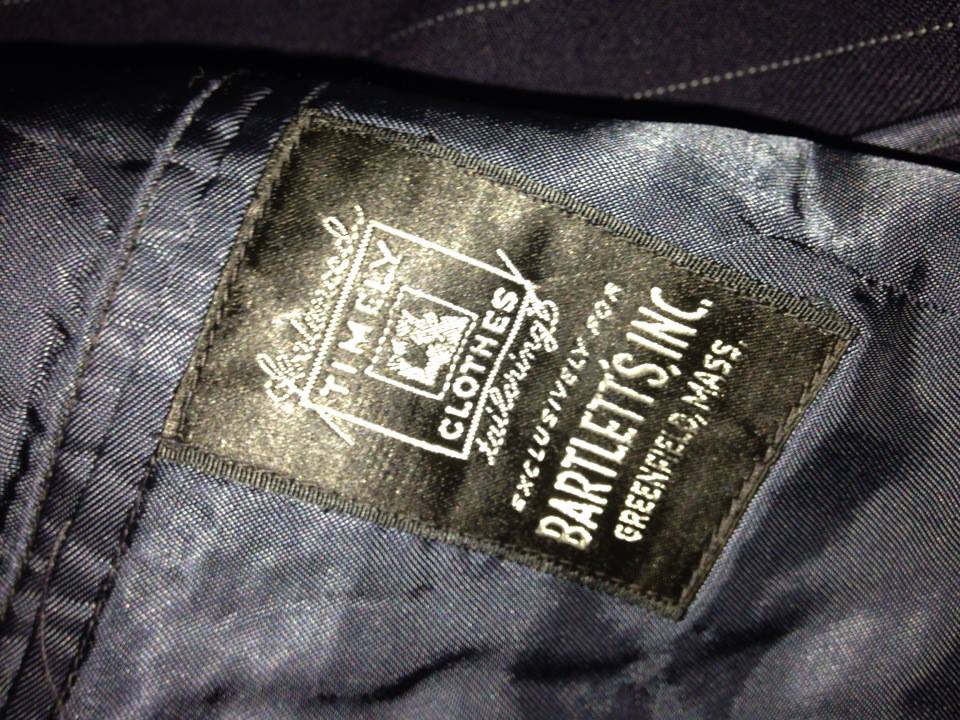 Balanced
TIMELY
CLOTHES
tailoring
EXCLUSIVELY FOR
BARTLETT'S, INC.
GREENFIELD, MASS.